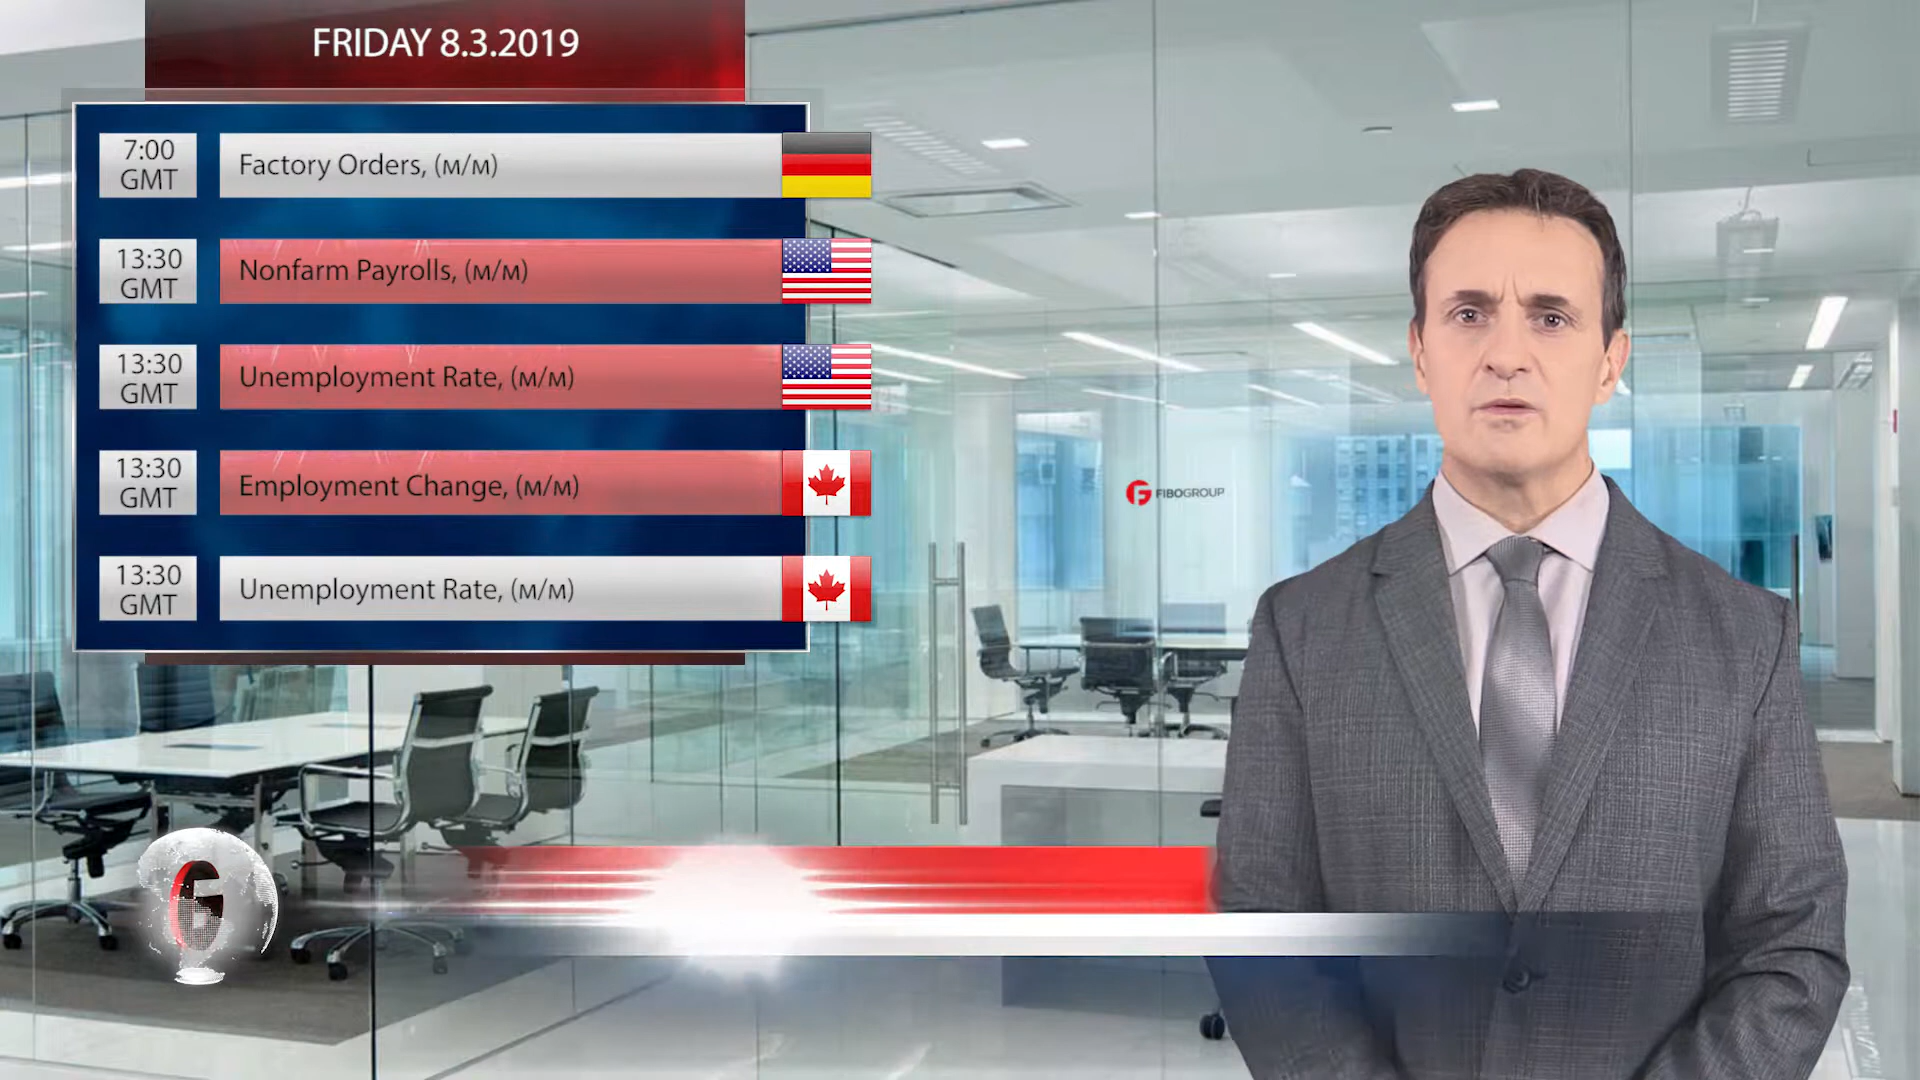 FRIDAY 8.3.2019
7:00
GMT
Factory Orders, (м/м)
13:30
GMT
Nonfarm Payrolls, (м/м)
13:30
GMT
Unemployment Rate, (м/м)
13:30
GMT
Employment Change, (м/м)
13:30
GMT
Unemployment Rate, (м/м)
FIBOGROUP